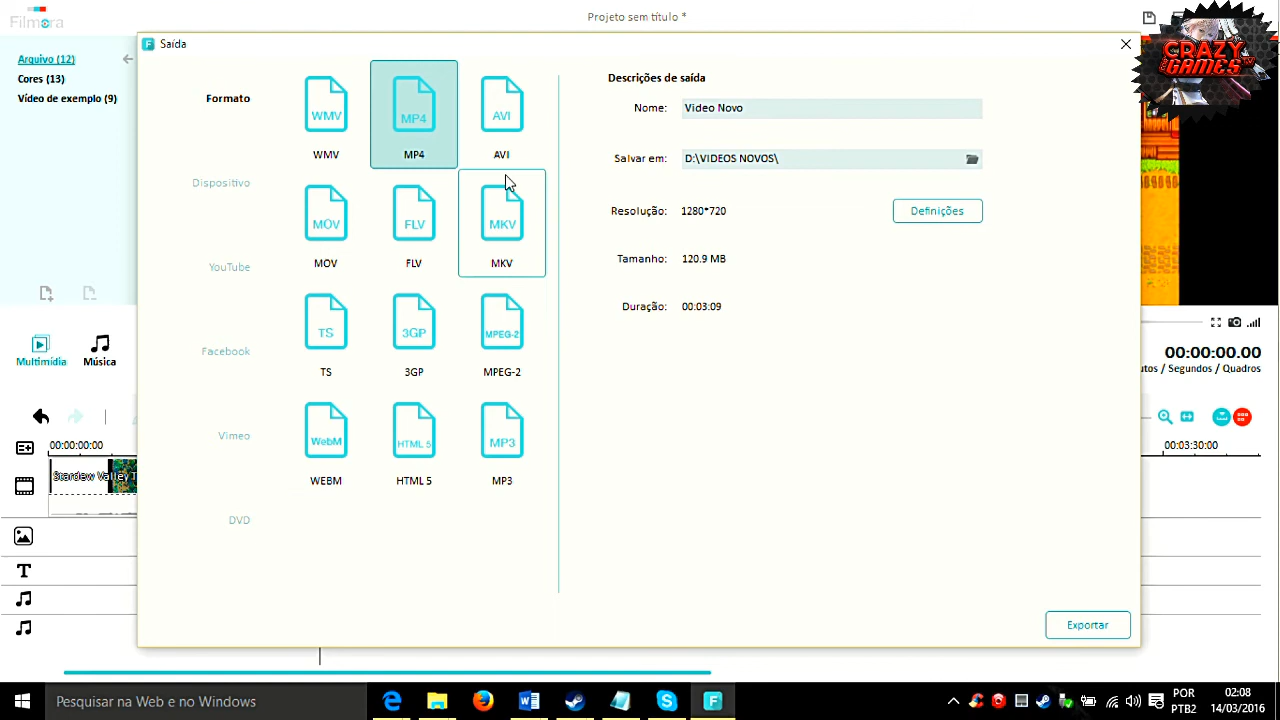 Filmora
Projeto sem título *
Arquivo (12)
Cores (13)
Vídeo de exemplo (9)
Multimídia
Música
00:00:00:00
Saída
Formato
Dispositivo
YouTube
Facebook
Vimeo
DVD
WMV
MP4
AVI
WMV
MP4
AVI
MOV
FLV
MKV
MOV
FLV
MKV
TS
3GP
MPEG-2
TS
3GP
MPEG-2
WebM
HTML 5
MP3
WEBM
HTML 5
MP3
Descrições de saída
Nome: Video Novo
Salvar em: D:\VIDEOS NOVOS\
Resolução: 1280*720
Definições
Tamanho: 120.9 MB
Duração: 00:03:09
Exportar
CRAZY
GAMES TV
00:00:00.00
utos / Segundos / Quadros
00:03:30:00
Stardew Valley T
Pesquisar na Web e no Windows
POR
PTB2
02:08
14/03/2016